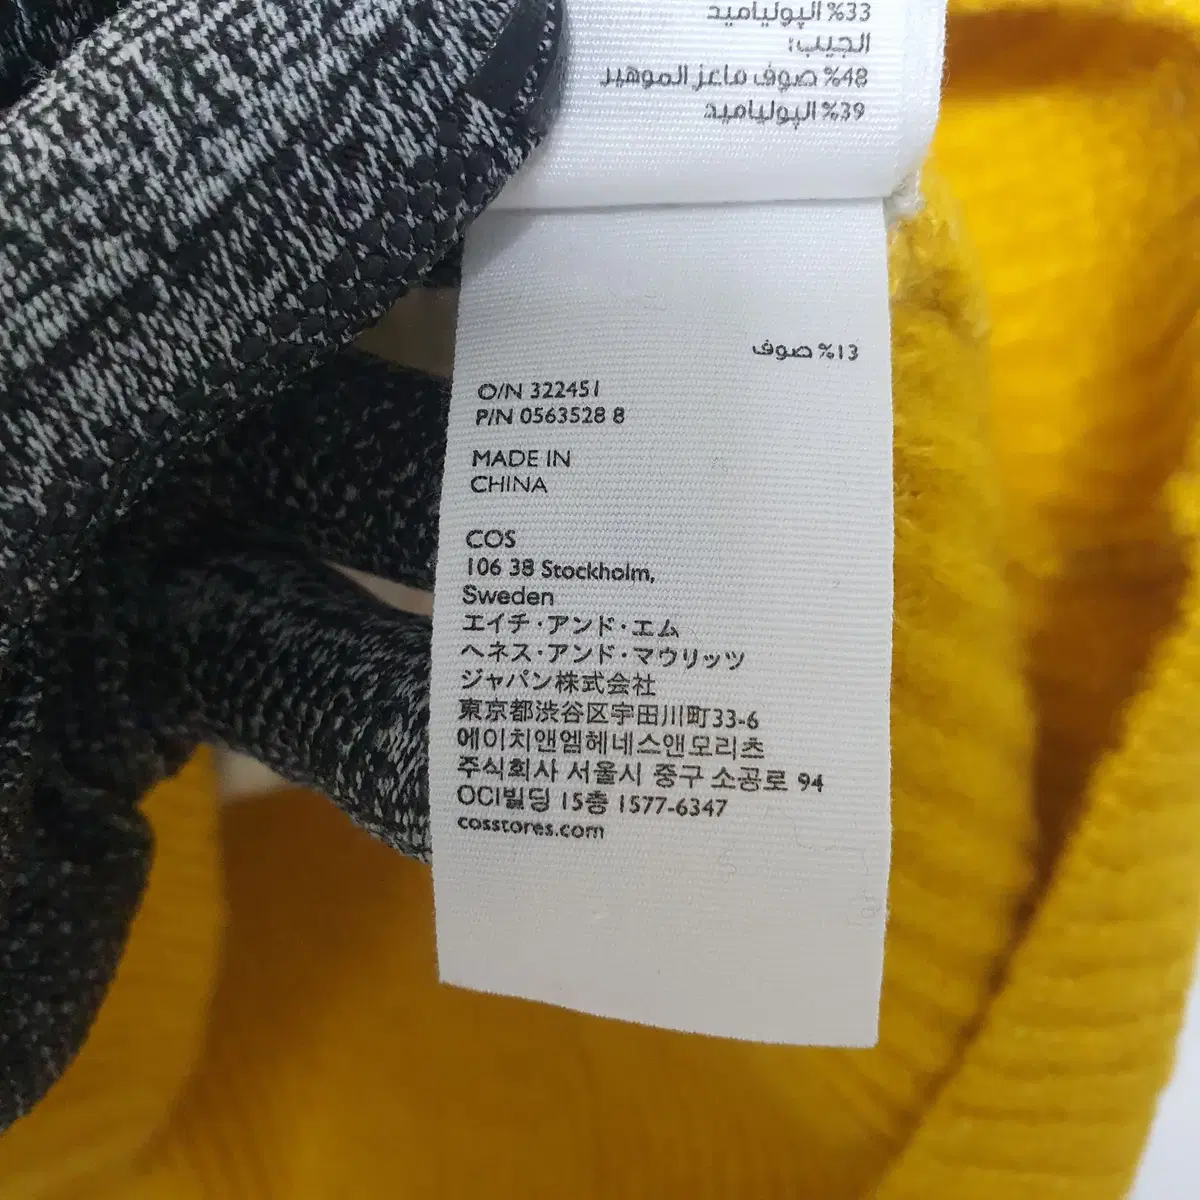 33% البولياميد
الجيب:
48% صوف ماعز الموهير
39% البولياميد
13% صوف
O/N 322451
P/N 0563528 8
MADE IN
CHINA
COS
106 38 Stockholm,
Sweden
エイチ・アンド・エム
ヘネス・アンド・マウリッツ
ジャパン株式会社
東京都渋谷区宇田川町33-6
에이치앤엠헤네스앤모리츠
주식회사 서울시 중구 소공로 94
OCI빌딩 15층 1577-6347
cosstores.com